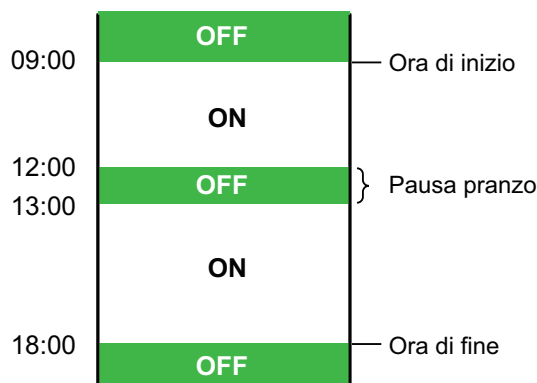 OFF
09:00
Ora di inizio
ON
12:00
OFF
Pausa pranzo
13:00
ON
18:00
Ora di fine
OFF